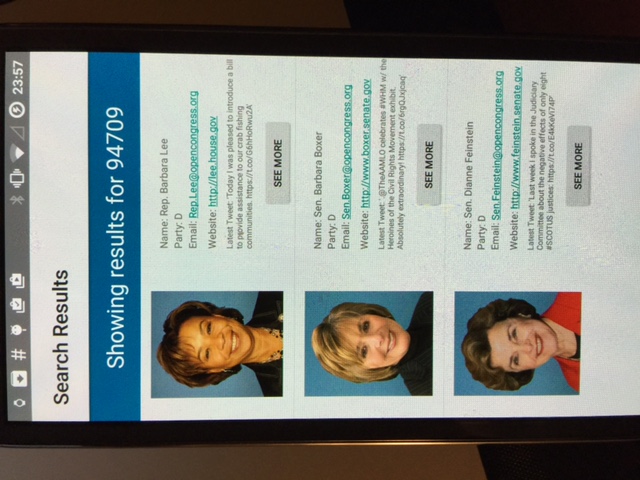 23:57
Search Results
Showing results for 94709
Name: Rep. Barbara Lee
Party: D
Email: Rep.Lee@opencongress.org
Website: http://lee.house.gov
Latest Tweet: 'Today I was pleased to introduce a bill
to provide assistance to our crab fishing
communities. https://t.co/G6hHoRwu2A'
SEE MORE
Name: Sen. Barbara Boxer
Party: D
Email: Sen.Boxer@opencongress.org
Website: http://www.boxer.senate.gov
Latest Tweet: '.@TheAAMLO celebrates #WHM w/ the
Heroines of the Civil Rights Movement exhibit.
Absolutely extraordinary! https://t.co/6rgQJxjcaq'
SEE MORE
Name: Sen. Dianne Feinstein
Party: D
Email: Sen.Feinstein@opencongress.org
Website: http://www.feinstein.senate.gov
Latest Tweet: 'Last week I spoke in the Judiciary
Committee about the negative effects of only eight
#SCOTUS justices: https://t.co/E4kKeVi74P'
SEE MORE